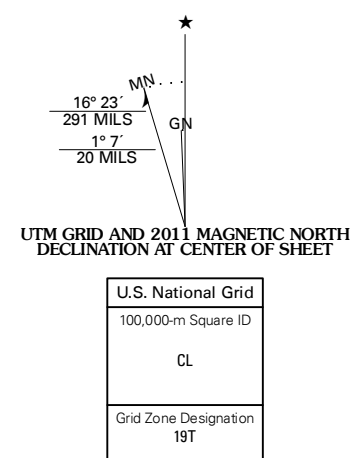 ★
MN
GN
16° 23´
291 MILS
1° 7´
20 MILS
UTM GRID AND 2011 MAGNETIC NORTH
DECLINATION AT CENTER OF SHEET
U.S. National Grid
100,000-m Square ID
CL
Grid Zone Designation
19T